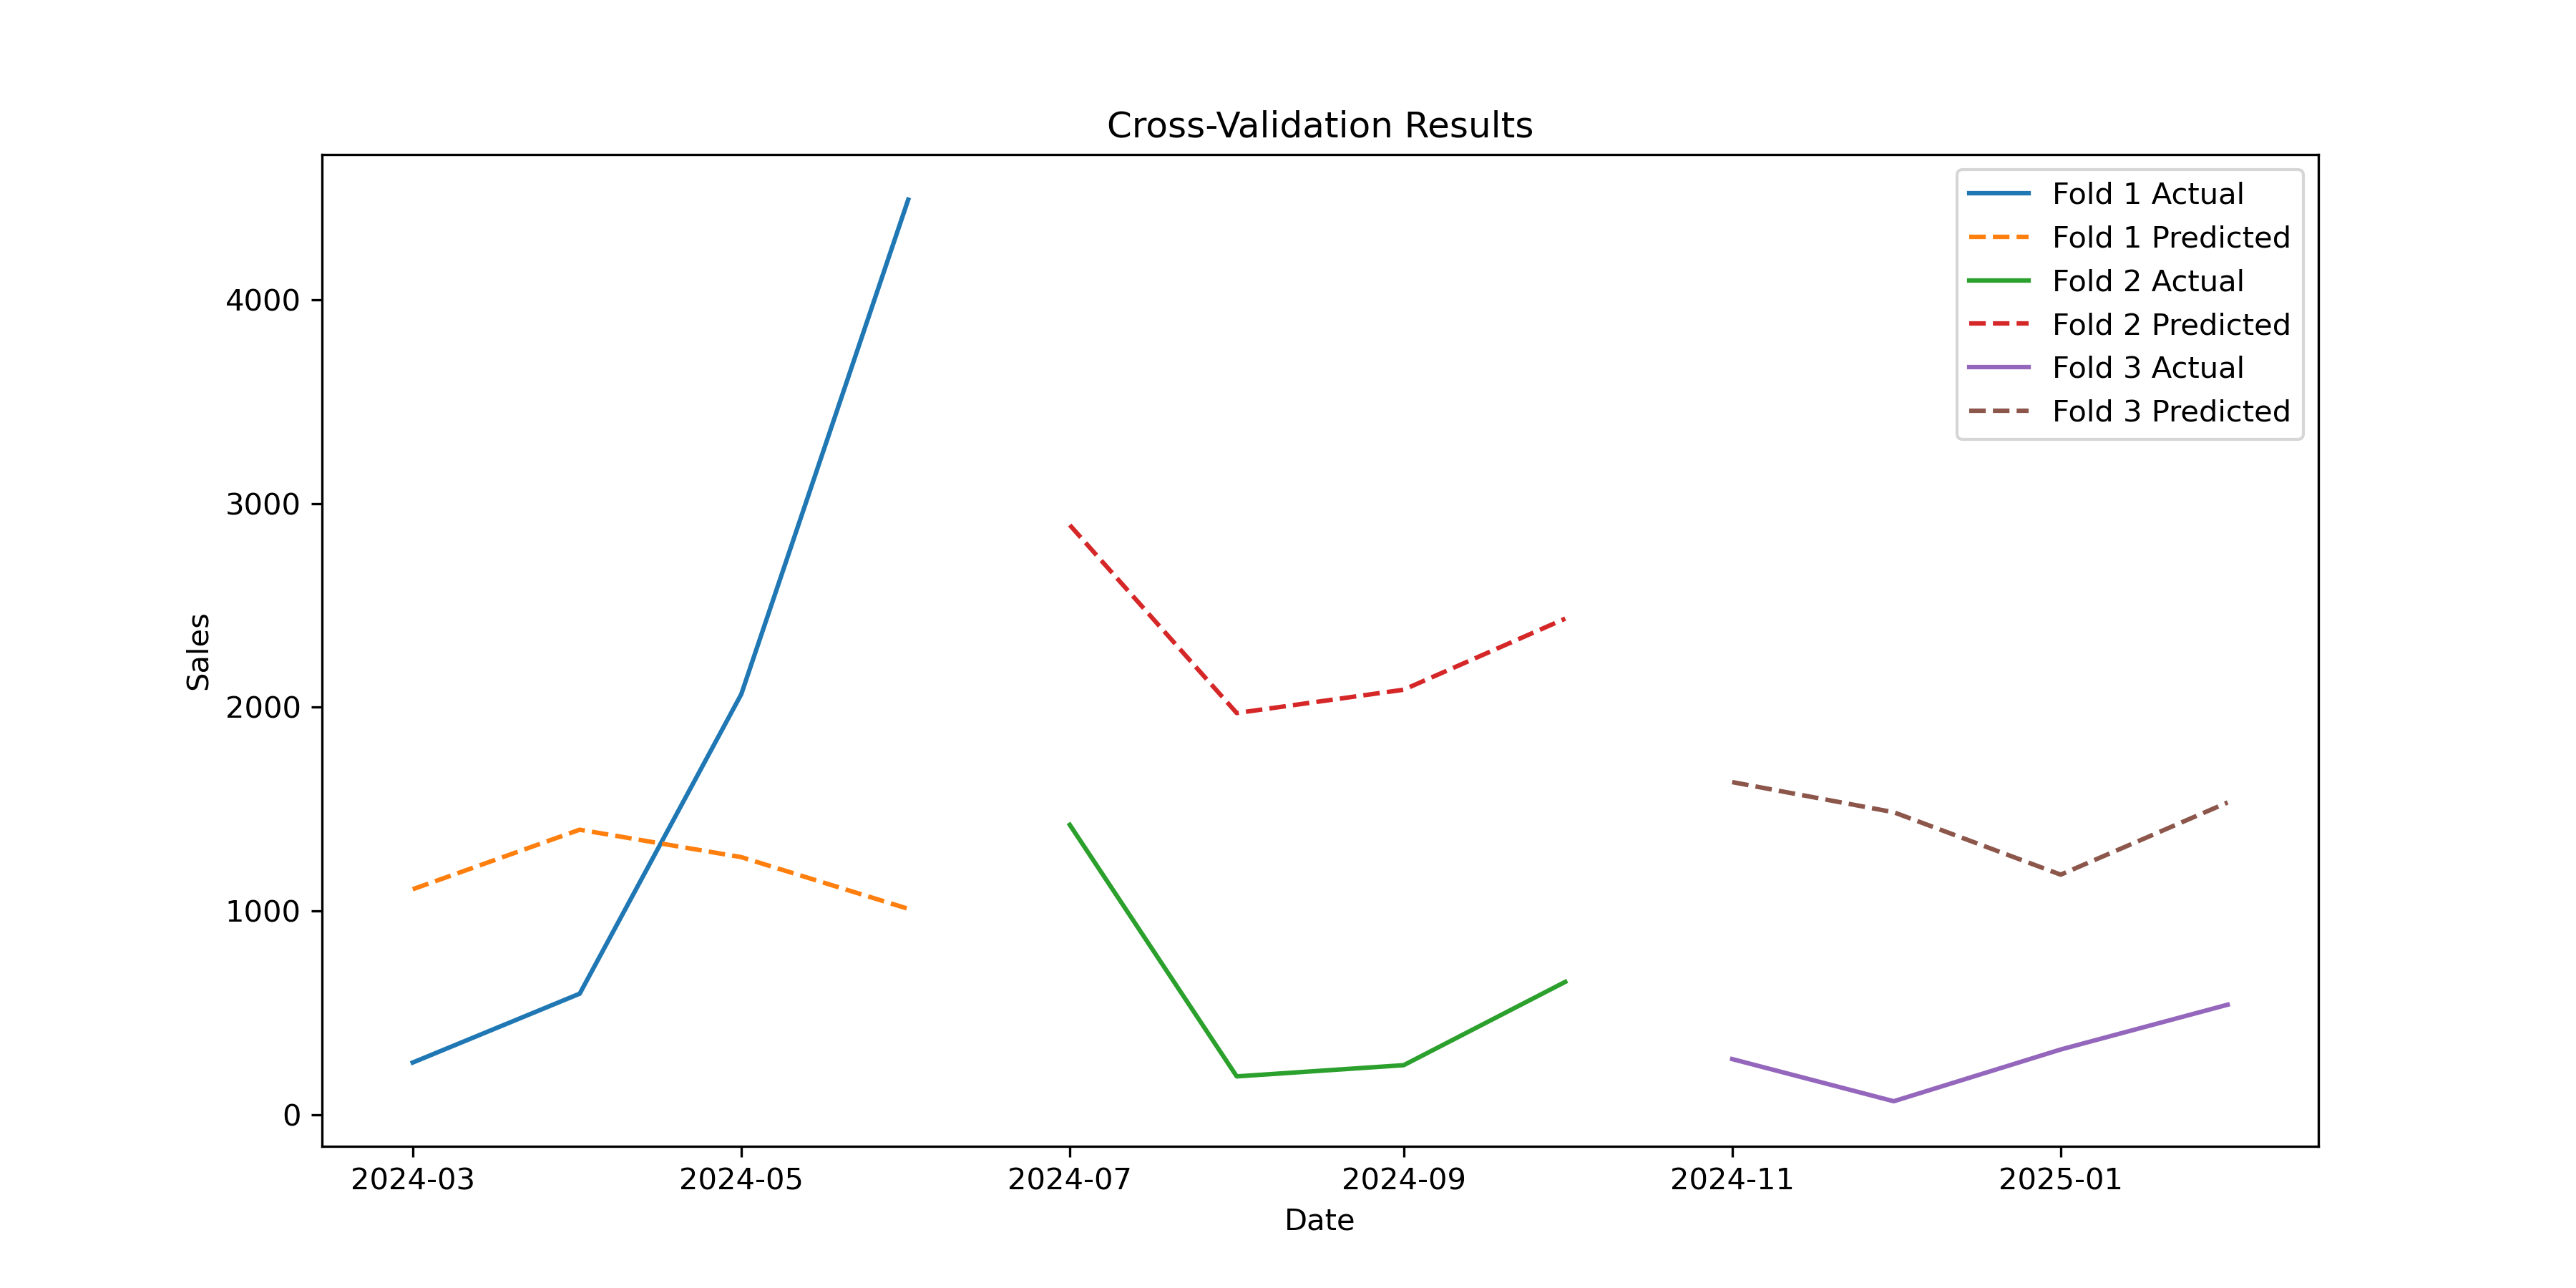 Cross-Validation Results
Fold 1 Actual
Fold 1 Predicted
Fold 2 Actual
Fold 2 Predicted
Fold 3 Actual
Fold 3 Predicted
4000
3000
2000
1000
0
Sales
2024-03 2024-05 2024-07 2024-09 2024-11 2025-01
Date